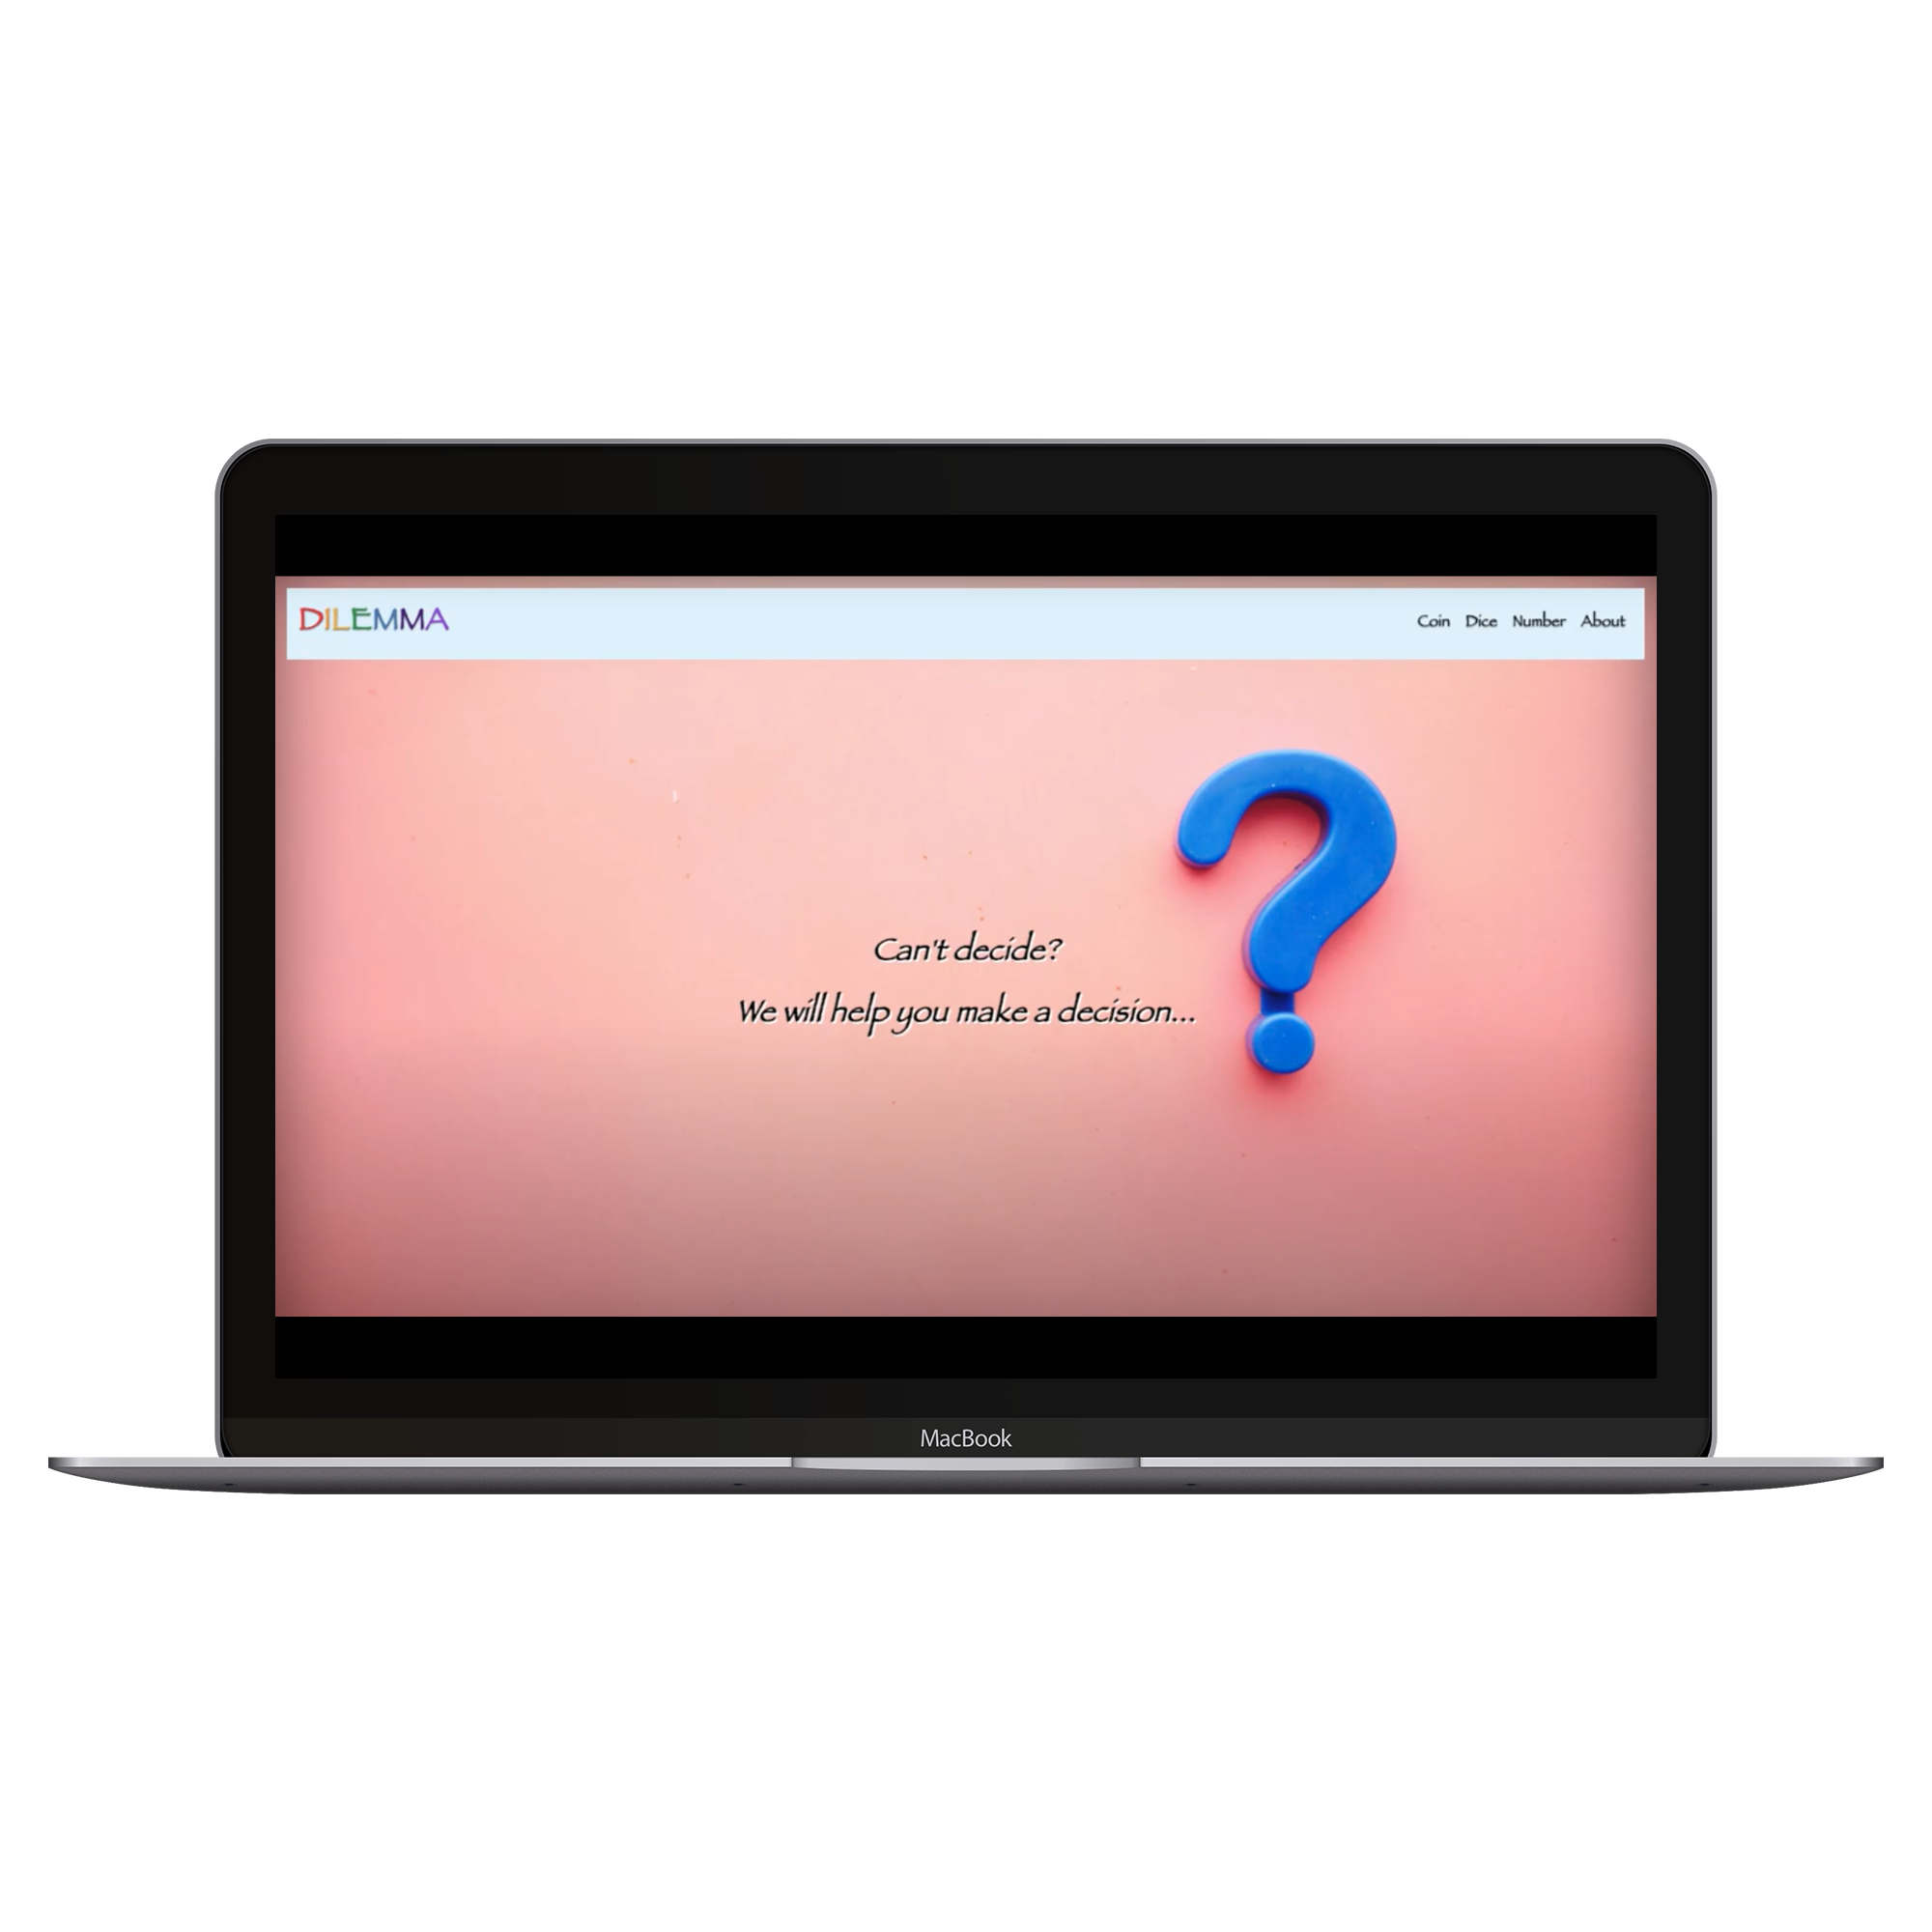 DILEMMA
Coin Dice Number About
Can't decide?
We will help you make a decision...
MacBook